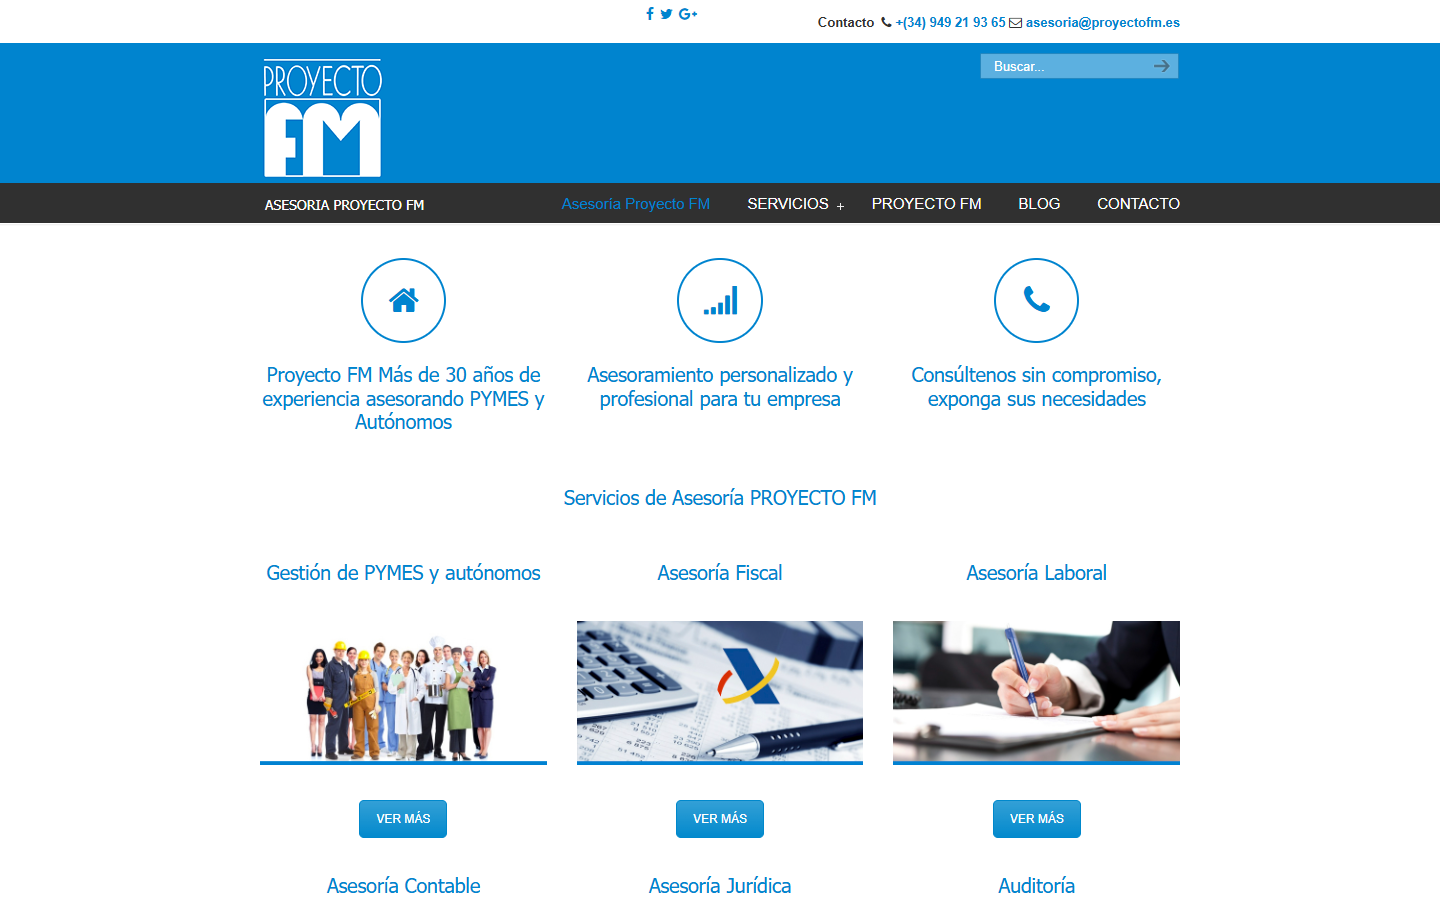 Contacto +(34) 949 21 93 65 asesoria@proyectofm.es
Buscar...
PROYECTO
FM
ASESORIA PROYECTO FM
Asesoria Proyecto FM
SERVICIOS +
PROYECTO FM
BLOG
CONTACTO
Proyecto FM Más de 30 años de
experiencia asesorando PYMES y
Autónomos
Asesoramiento personalizado y
profesional para tu empresa
Consúltenos sin compromiso,
exponga sus necesidades
Servicios de Asesoría PROYECTO FM
Gestión de PYMES y autónomos
Asesoría Fiscal
Asesoría Laboral
VER MÁS
VER MÁS
VER MÁS
Asesoría Contable
Asesoría Jurídica
Auditoría